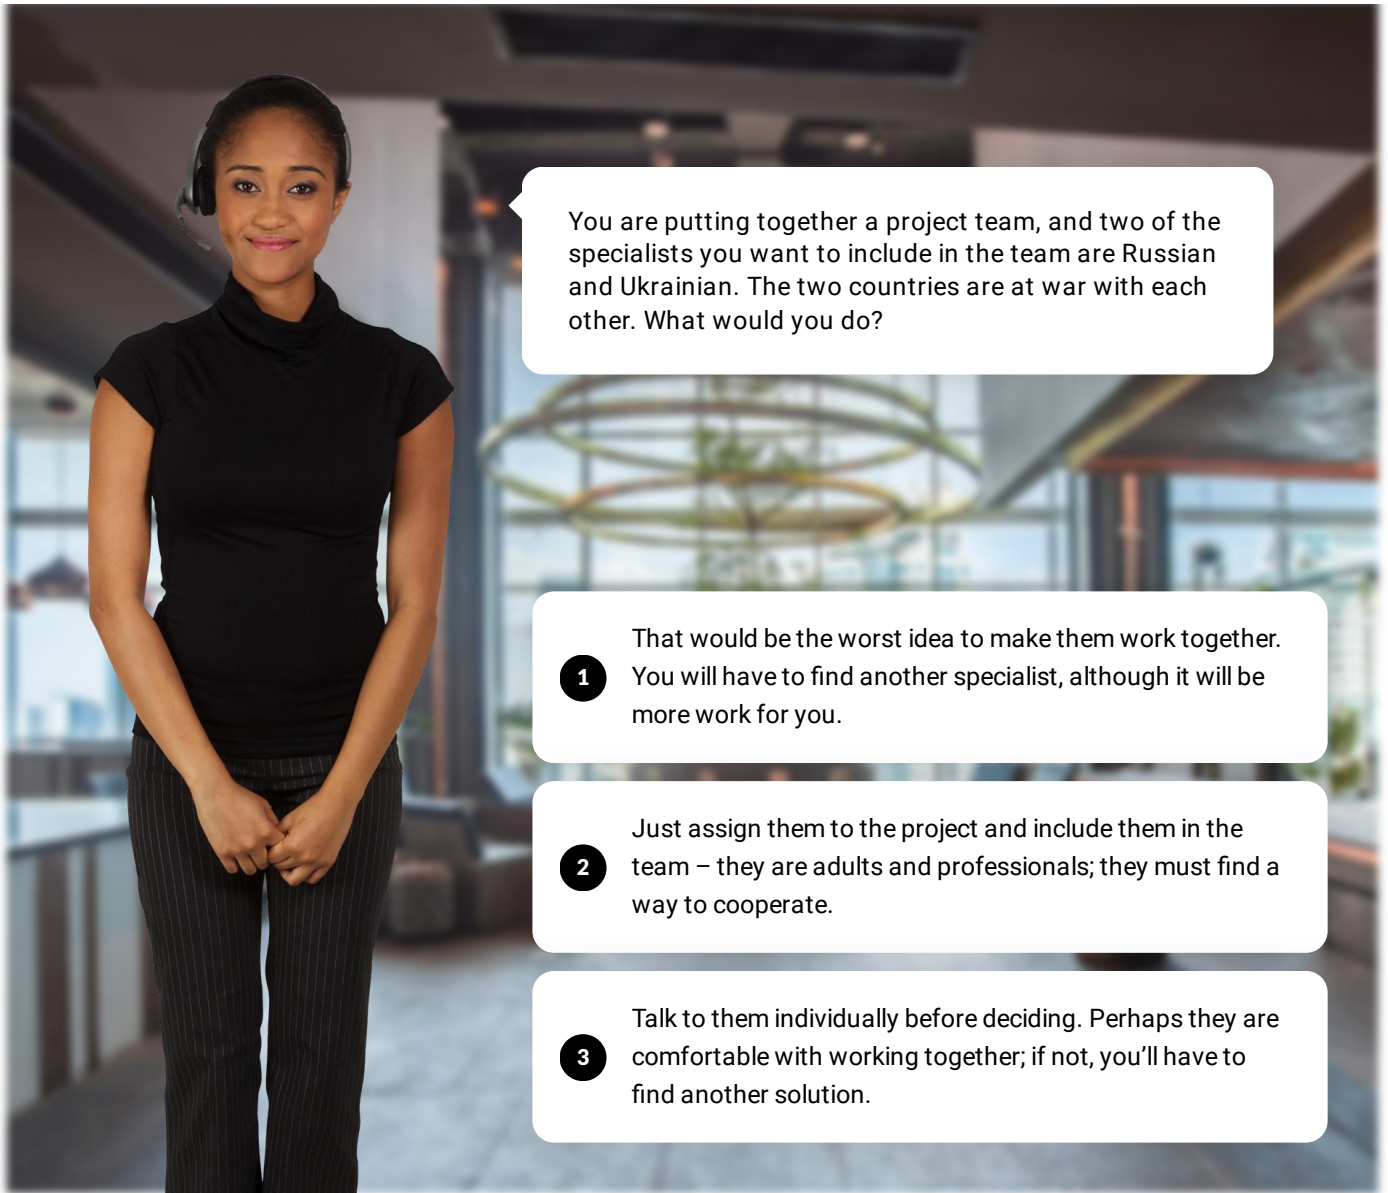 You are putting together a project team, and two of the
specialists you want to include in the team are Russian
and Ukrainian. The two countries are at war with each
other. What would you do?
1
That would be the worst idea to make them work together.
You will have to find another specialist, although it will be
more work for you.
2
Just assign them to the project and include them in the
team – they are adults and professionals; they must find a
way to cooperate.
3
Talk to them individually before deciding. Perhaps they are
comfortable with working together; if not, you’ll have to
find another solution.